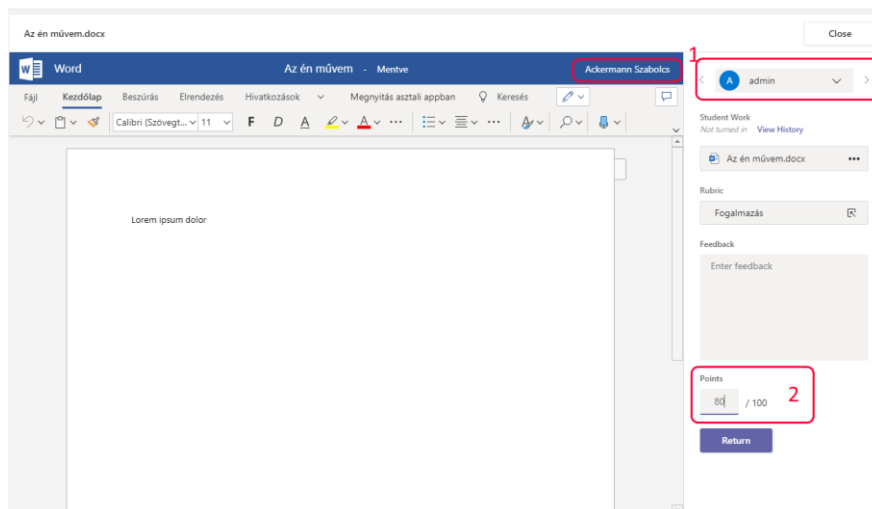 Az én művem.docx
Close
Word
Az én művem - Mentve
Ackermann Szabolcs
1
A admin
Fájl Kezdőlap Beszúrás Elrendezés Hivatkozások Megnyitás asztali appban Keresés
Calibri (Szövegt... 11 F D A A ...
Student Work
Not turned in View History
Az én művem.docx
Rubric
Fogalmazás
Lorem ipsum dolor
Feedback
Enter feedback
Points
80 / 100
2
Return